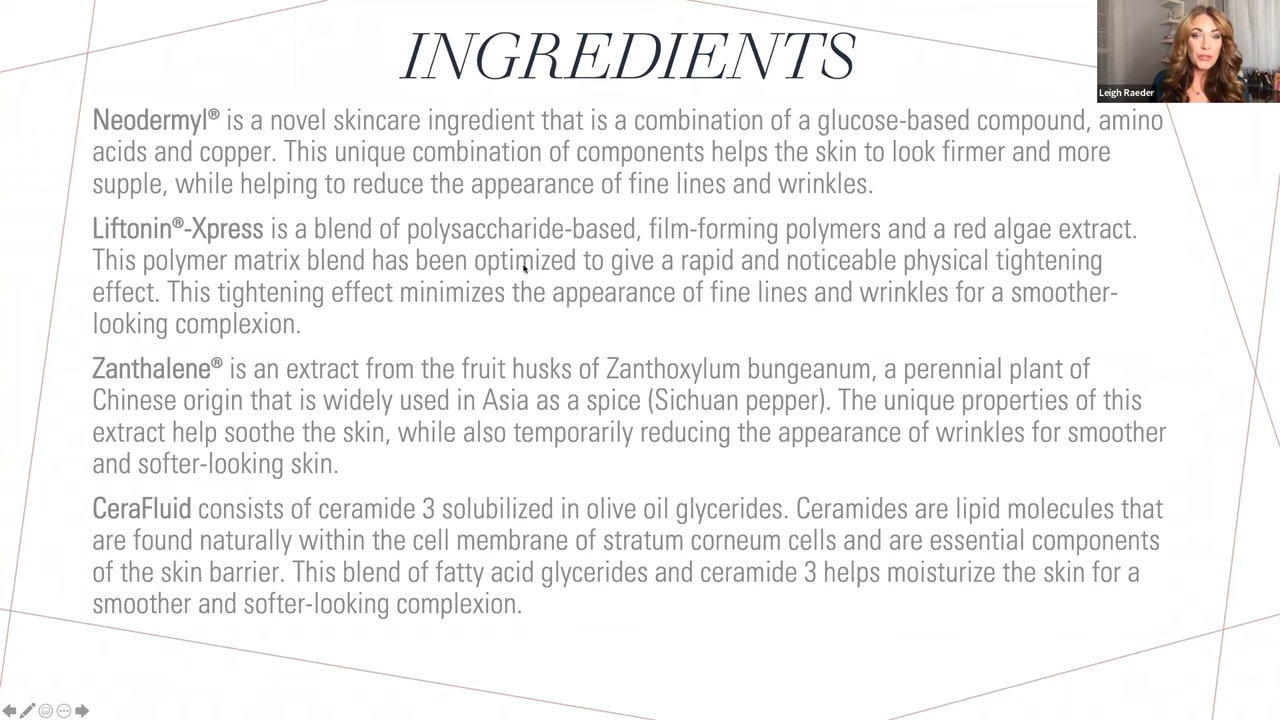 INGREDIENTS
Leigh Raeder
Neodermyl® is a novel skincare ingredient that is a combination of a glucose-based compound, amino
acids and copper. This unique combination of components helps the skin to look firmer and more
supple, while helping to reduce the appearance of fine lines and wrinkles.
Liftonin®-Xpress is a blend of polysaccharide-based, film-forming polymers and a red algae extract.
This polymer matrix blend has been optimized to give a rapid and noticeable physical tightening
effect. This tightening effect minimizes the appearance of fine lines and wrinkles for a smoother-
looking complexion.
Zanthalene® is an extract from the fruit husks of Zanthoxylum bungeanum, a perennial plant of
Chinese origin that is widely used in Asia as a spice (Sichuan pepper). The unique properties of this
extract help soothe the skin, while also temporarily reducing the appearance of wrinkles for smoother
and softer-looking skin.
CeraFluid consists of ceramide 3 solubilized in olive oil glycerides. Ceramides are lipid molecules that
are found naturally within the cell membrane of stratum corneum cells and are essential components
of the skin barrier. This blend of fatty acid glycerides and ceramide 3 helps moisturize the skin for a
smoother and softer-looking complexion.